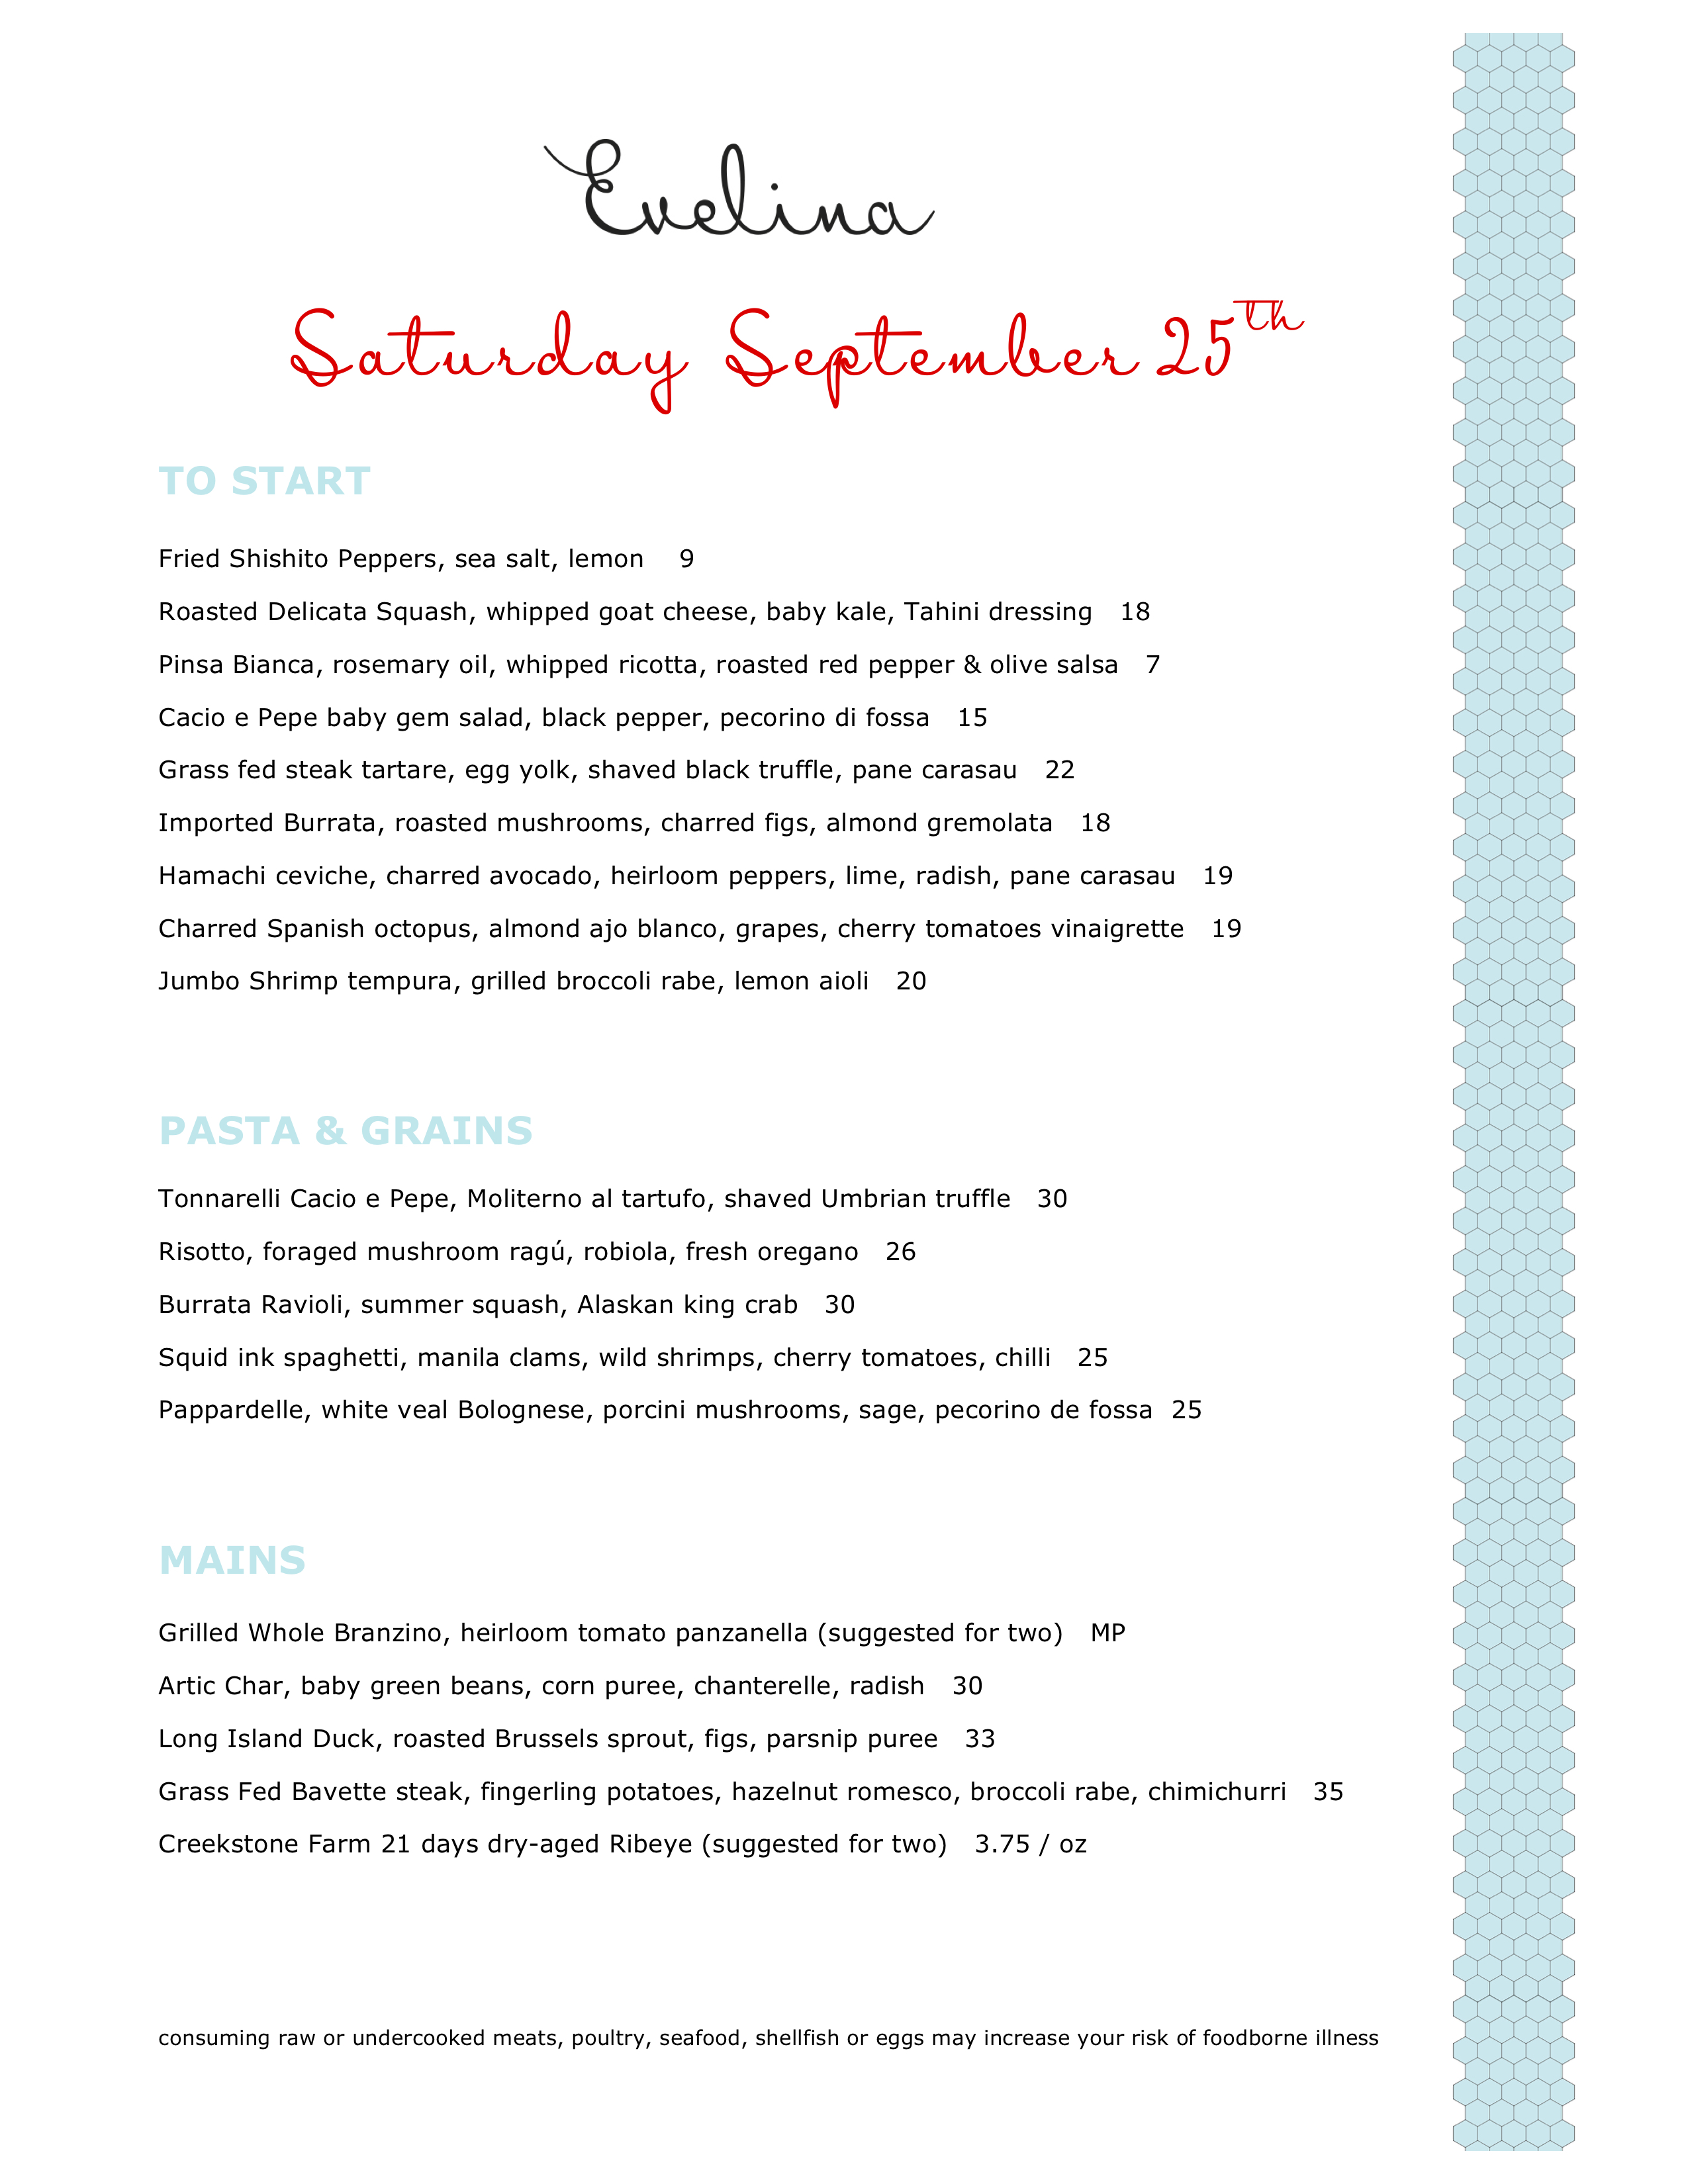 Evelina
Saturday September 25th
TO START
Fried Shishito Peppers, sea salt, lemon 9
Roasted Delicata Squash, whipped goat cheese, baby kale, Tahini dressing 18
Pinsa Bianca, rosemary oil, whipped ricotta, roasted red pepper & olive salsa 7
Cacio e Pepe baby gem salad, black pepper, pecorino di fossa 15
Grass fed steak tartare, egg yolk, shaved black truffle, pane carasau 22
Imported Burrata, roasted mushrooms, charred figs, almond gremolata 18
Hamachi ceviche, charred avocado, heirloom peppers, lime, radish, pane carasau 19
Charred Spanish octopus, almond ajo blanco, grapes, cherry tomatoes vinaigrette 19
Jumbo Shrimp tempura, grilled broccoli rabe, lemon aioli 20
PASTA & GRAINS
Tonnarelli Cacio e Pepe, Moliterno al tartufo, shaved Umbrian truffle 30
Risotto, foraged mushroom ragú, robiola, fresh oregano 26
Burrata Ravioli, summer squash, Alaskan king crab 30
Squid ink spaghetti, manila clams, wild shrimps, cherry tomatoes, chilli 25
Pappardelle, white veal Bolognese, porcini mushrooms, sage, pecorino de fossa 25
MAINS
Grilled Whole Branzino, heirloom tomato panzanella (suggested for two) MP
Artic Char, baby green beans, corn puree, chanterelle, radish 30
Long Island Duck, roasted Brussels sprout, figs, parsnip puree 33
Grass Fed Bavette steak, fingerling potatoes, hazelnut romesco, broccoli rabe, chimichurri 35
Creekstone Farm 21 days dry-aged Ribeye (suggested for two) 3.75 / oz
consuming raw or undercooked meats, poultry, seafood, shellfish or eggs may increase your risk of foodborne illness